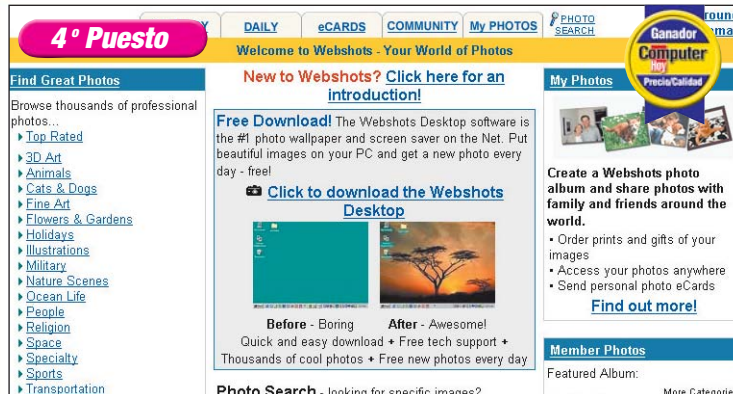 4º Puesto
DAILY
eCARDS
COMMUNITY
My PHOTOS
PHOTO
SEARCH
Welcome to Webshots - Your World of Photos
Ganador
Computer
Hoy
Precio/Calidad
Find Great Photos
Browse thousands of professional
photos...
Top Rated
3D Art
Animals
Cats & Dogs
Fine Art
Flowers & Gardens
Holidays
Illustrations
Military
Nature Scenes
Ocean Life
People
Religion
Space
Specialty
Sports
Transportation
New to Webshots? Click here for an
introduction!
Free Download! The Webshots Desktop software is
the #1 photo wallpaper and screen saver on the Net. Put
beautiful images on your PC and get a new photo every
day - free!
Click to download the Webshots
Desktop
Before - Boring
After - Awesome!
Quick and easy download + Free tech support +
Thousands of cool photos + Free new photos every day
Photo Search - looking for specific images?
My Photos
Create a Webshots photo
album and share photos with
family and friends around the
world.
▪ Order prints and gifts of your
images
▪ Access your photos anywhere
▪ Send personal photo eCards
Find out more!
Member Photos
Featured Album:
More Categorie